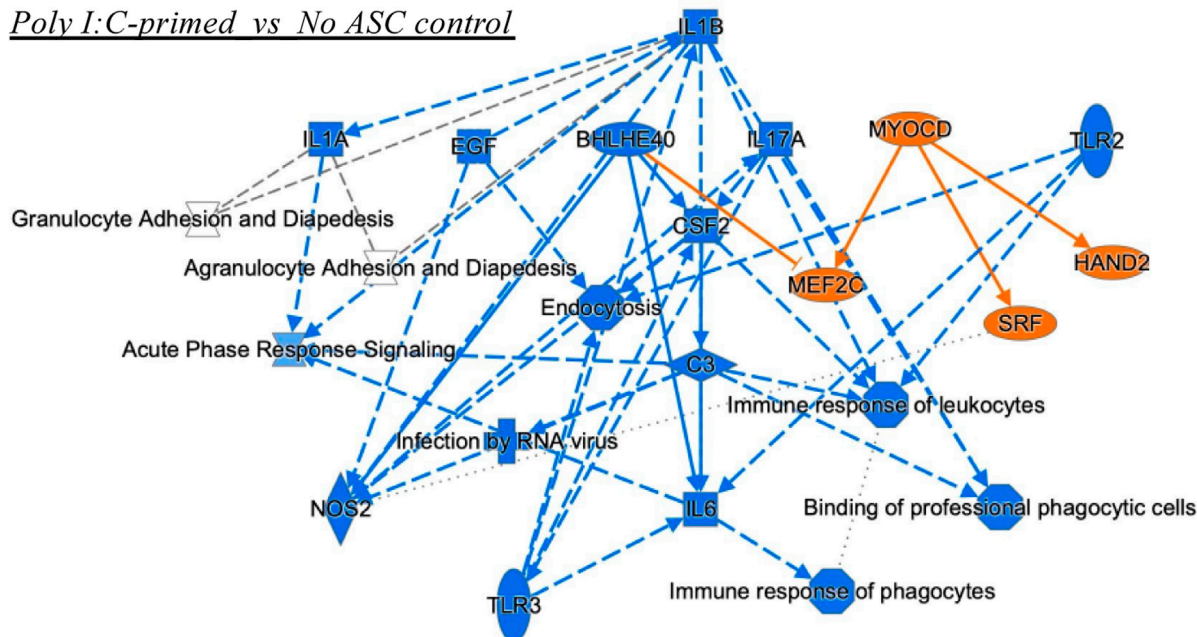 Poly I:C-primed vs No ASC control
IL1B
IL1A
EGF
BHLHE40
IL17A
MYOCD
TLR2
Granulocyte Adhesion and Diapedesis
CSF2
Agranulocyte Adhesion and Diapedesis
HAND2
MEF2C
Endocytosis
SRF
Acute Phase Response Signaling
C3
Immune response of leukocytes
Infection by RNA virus
NOS2
IL6
Binding of professional phagocytic cells
Immune response of phagocytes
TLR3